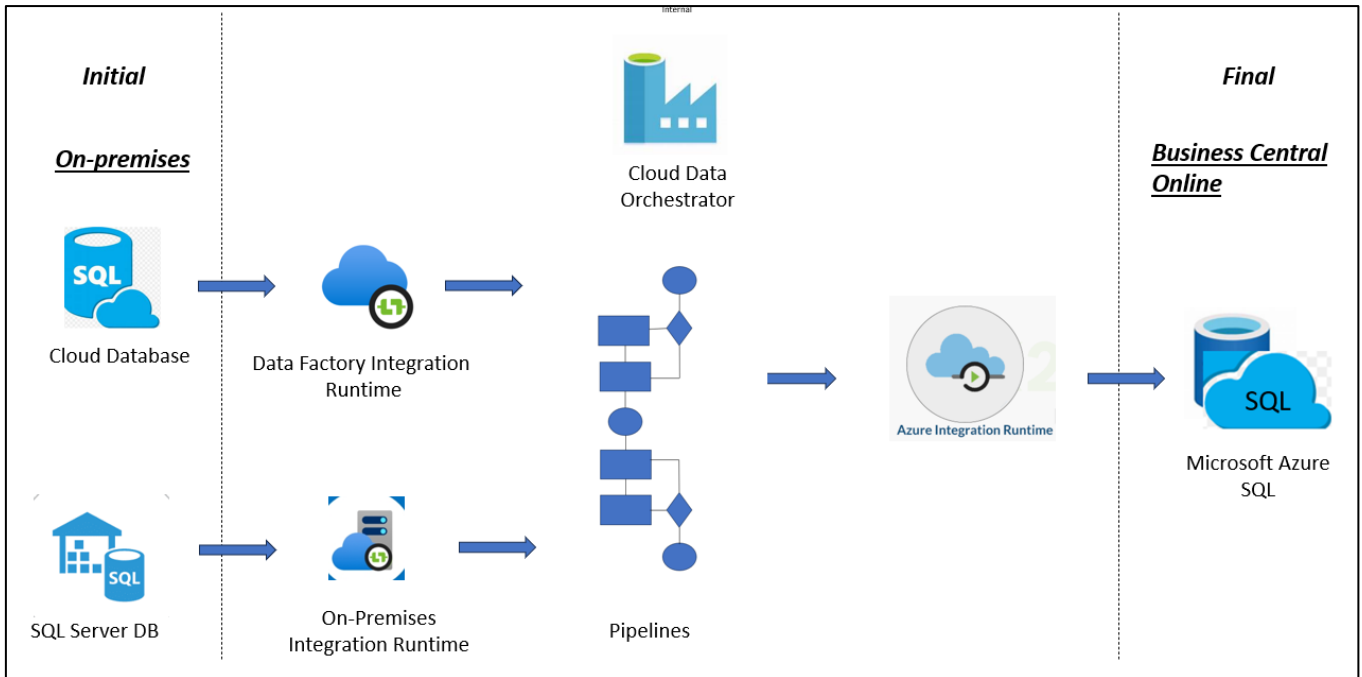 Internal
Initial
Final
On-premises
Business Central
Online
Cloud Data
Orchestrator
SQL
Cloud Database
Data Factory Integration
Runtime
Azure Integration Runtime
2
SQL
Microsoft Azure
SQL
SQL
SQL Server DB
On-Premises
Integration Runtime
Pipelines